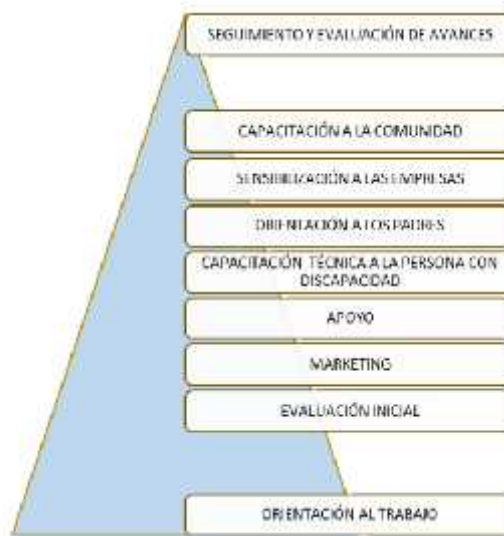 SEGUIMIENTO Y EVALUACIÓN DE AVANCES
CAPACITACIÓN A LA COMUNIDAD
SENSIBILIZACIÓN A LAS EMPRESAS
ORIENTACIÓN A LOS PADRES
CAPACITACIÓN TÉCNICA A LA PERSONA CON
DISCAPACIDAD
APOYO
MARKETING
EVALUACIÓN INICIAL
ORIENTACIÓN AL TRABAJO